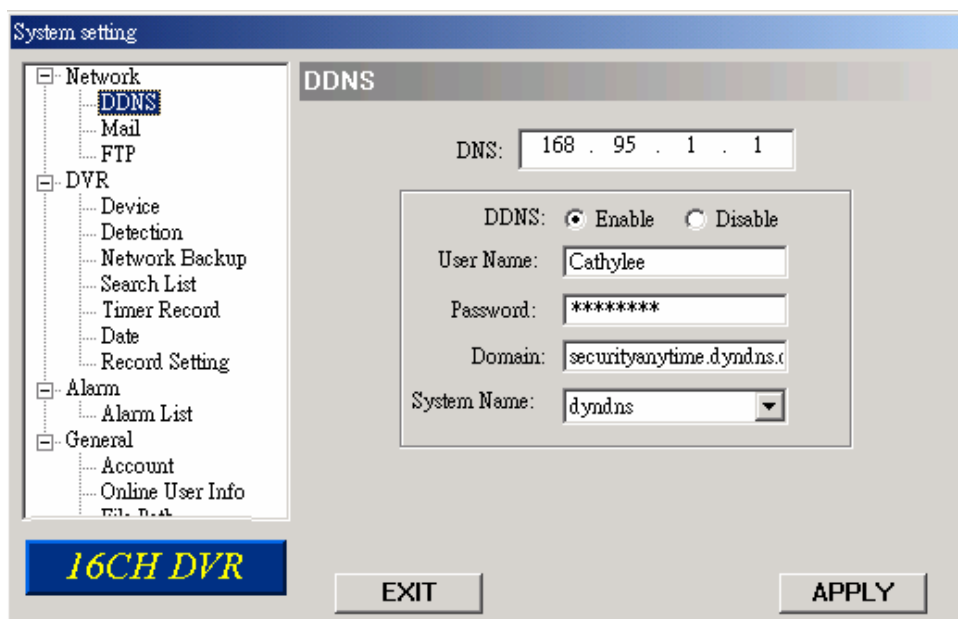 System setting
Network
DDNS
Mail
FTP
DVR
Device
Detection
Network Backup
Search List
Timer Record
Date
Record Setting
Alarm
Alarm List
General
Account
Online User Info
File Path
16CH DVR
DDNS
DNS: 168 . 95 . 1 . 1
DDNS: Enable Disable
User Name: Cathylee
Password: ********
Domain: securityanytime.dyndns.
System Name: dyndns
EXIT APPLY